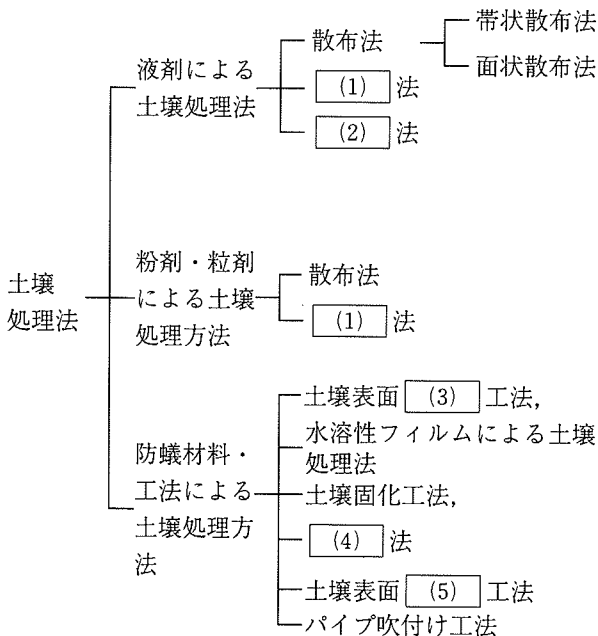 土壌
処理法
液剤による
土壌処理法
散布法
帯状散布法
面状散布法
(1) 法
(2) 法
粉剤・粒剤
による土壌
処理方法
散布法
(1) 法
防蟻材料・
工法による
土壌処理方
法
土壌表面 (3) 工法,
水溶性フィルムによる土壌
処理法
土壌固化工法,
(4) 法
土壌表面 (5) 工法
パイプ吹付け工法